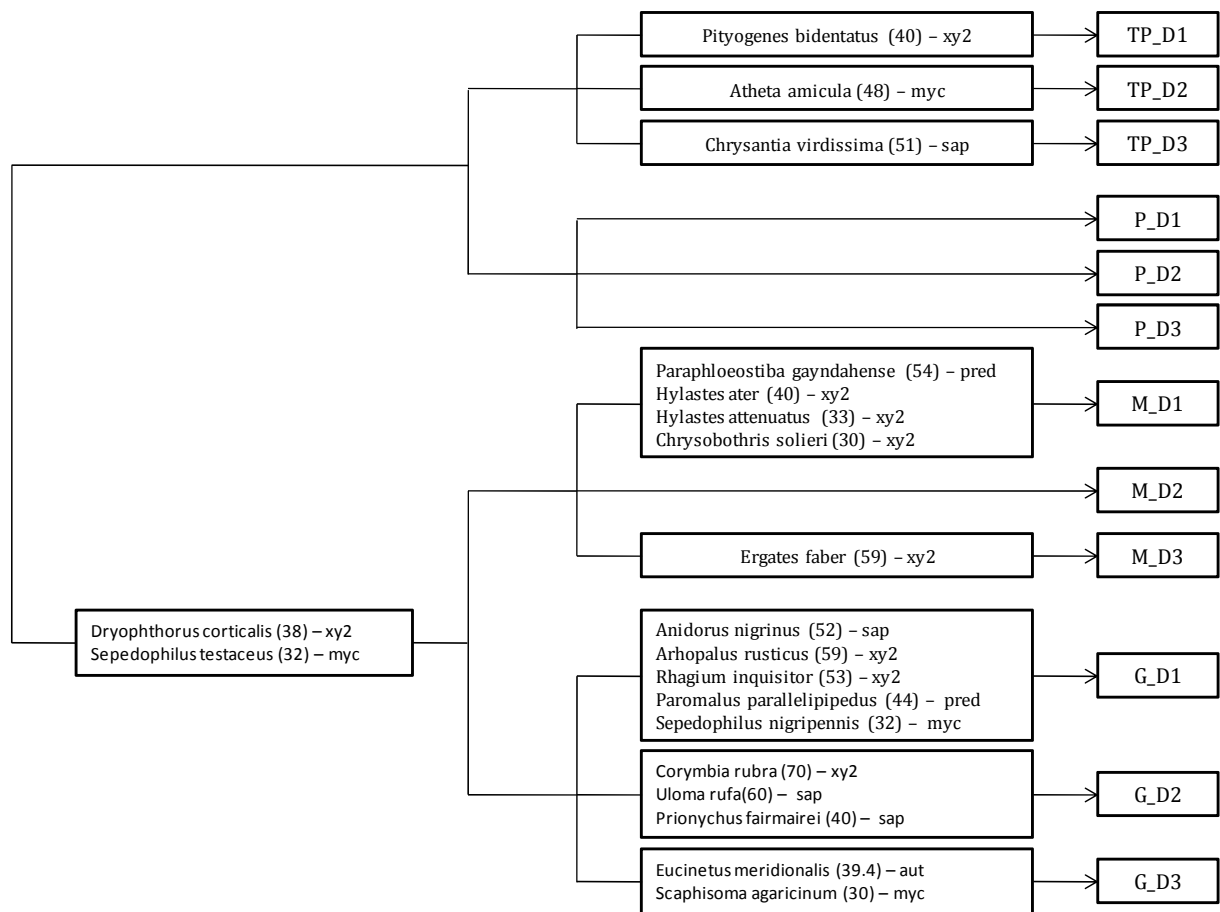 Pityogenes bidentatus (40) – xy2
TP_D1
Atheta amicula (48) – myc
TP_D2
Chrysantia virdissima (51) – sap
TP_D3
P_D1
P_D2
P_D3
Paraphloeostiba gayndahense (54) – pred
Hylastes ater (40) – xy2
Hylastes attenuatus (33) – xy2
Chrysobothris solieri (30) – xy2
M_D1
M_D2
Ergates faber (59) – xy2
M_D3
Dryophthorus corticalis (38) – xy2
Sepedophilus testaceus (32) – myc
Anidorus nigrinus (52) – sap
Arhopalus rusticus (59) – xy2
Rhagium inquisitor (53) – xy2
Paromalus parallelipipedus (44) – pred
Sepedophilus nigripennis (32) – myc
G_D1
Corymbia rubra (70) – xy2
Uloma rufa(60) – sap
Prionychus fairmairei (40) – sap
G_D2
Eucinetus meridionalis (39.4) – aut
Scaphisoma agaricinum (30) – myc
G_D3